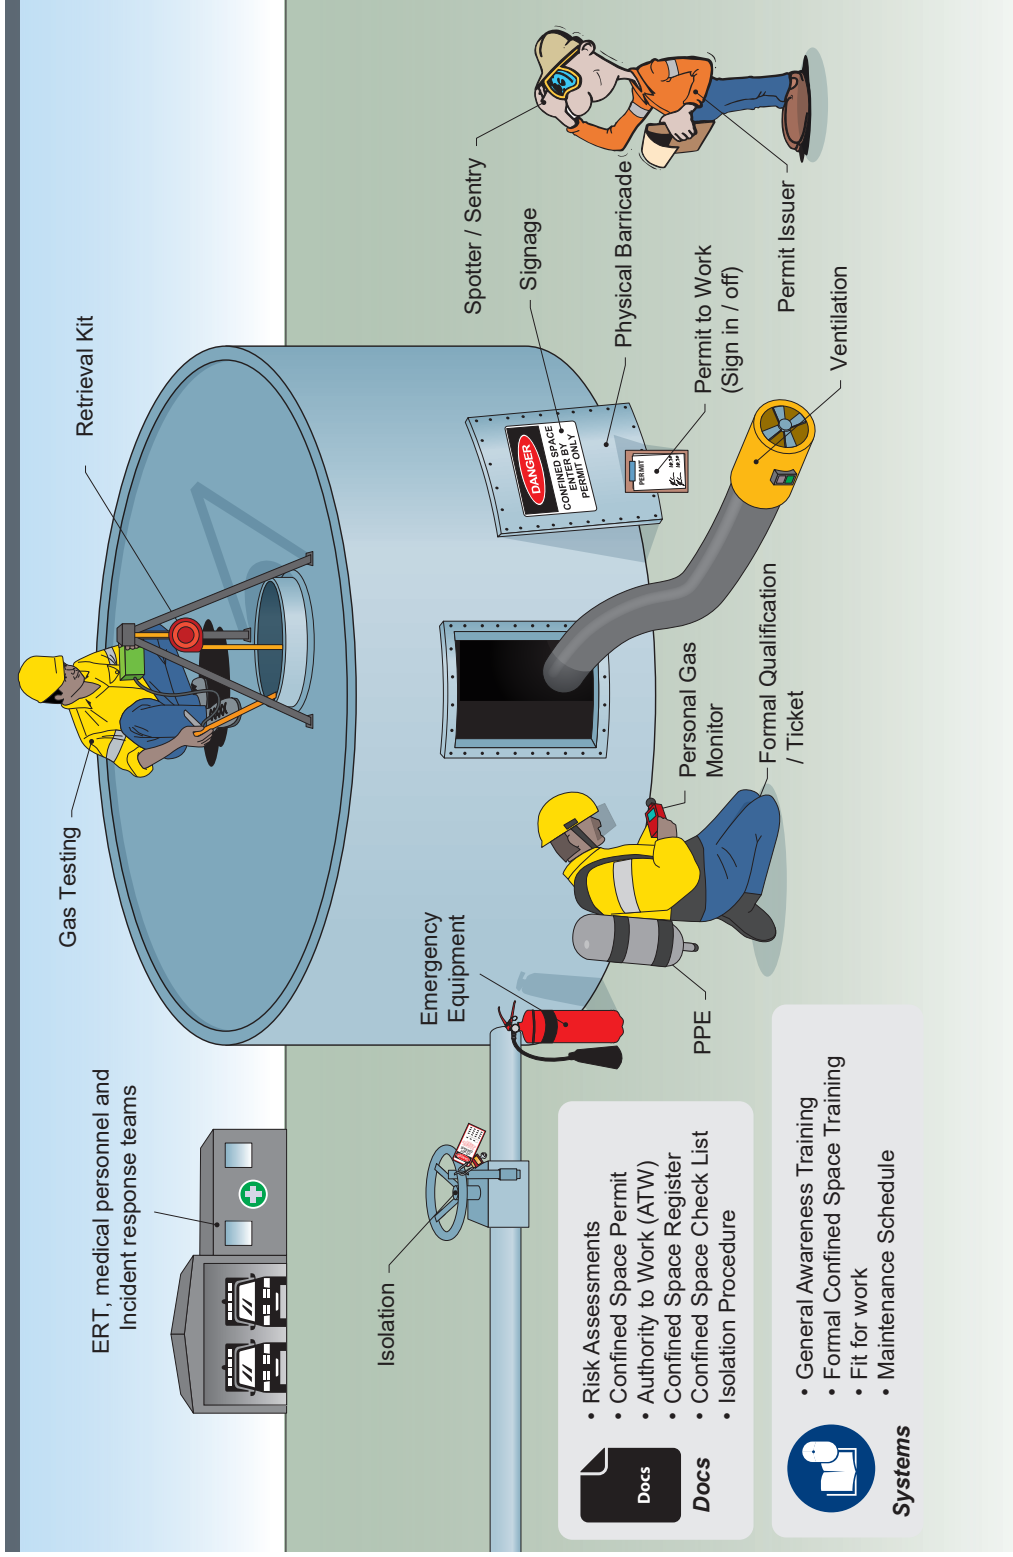 ERT, medical personnel and
Incident response teams
Gas Testing
Retrieval Kit
Isolation
Emergency
Equipment
Spotter / Sentry
Signage
DANGER
CONFINED SPACE
ENTER BY
PERMIT ONLY
Physical Barricade
PERMIT
Permit to Work
(Sign in / off)
Permit Issuer
Ventilation
Personal Gas
Monitor
Formal Qualification
/ Ticket
PPE
Docs
Docs
• Risk Assessments
• Confined Space Permit
• Authority to Work (ATW)
• Confined Space Register
• Confined Space Check List
• Isolation Procedure
Systems
• General Awareness Training
• Formal Confined Space Training
• Fit for work
• Maintenance Schedule